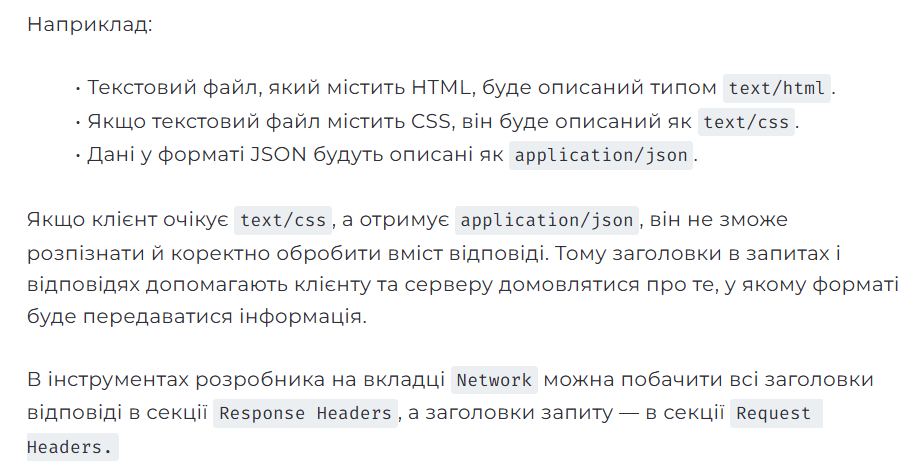 Наприклад:
• Текстовий файл, який містить HTML, буде описаний типом text/html.
• Якщо текстовий файл містить CSS, він буде описаний як text/css.
• Дані у форматі JSON будуть описані як application/json.
Якщо клієнт очікує text/css, а отримує application/json, він не зможе
розпізнати й коректно обробити вміст відповіді. Тому заголовки в запитах і
відповідях допомагають клієнту та серверу домовлятися про те, у якому форматі
буде передаватися інформація.
В інструментах розробника на вкладці Network можна побачити всі заголовки
відповіді в секції Response Headers, а заголовки запиту — в секції Request
Headers.